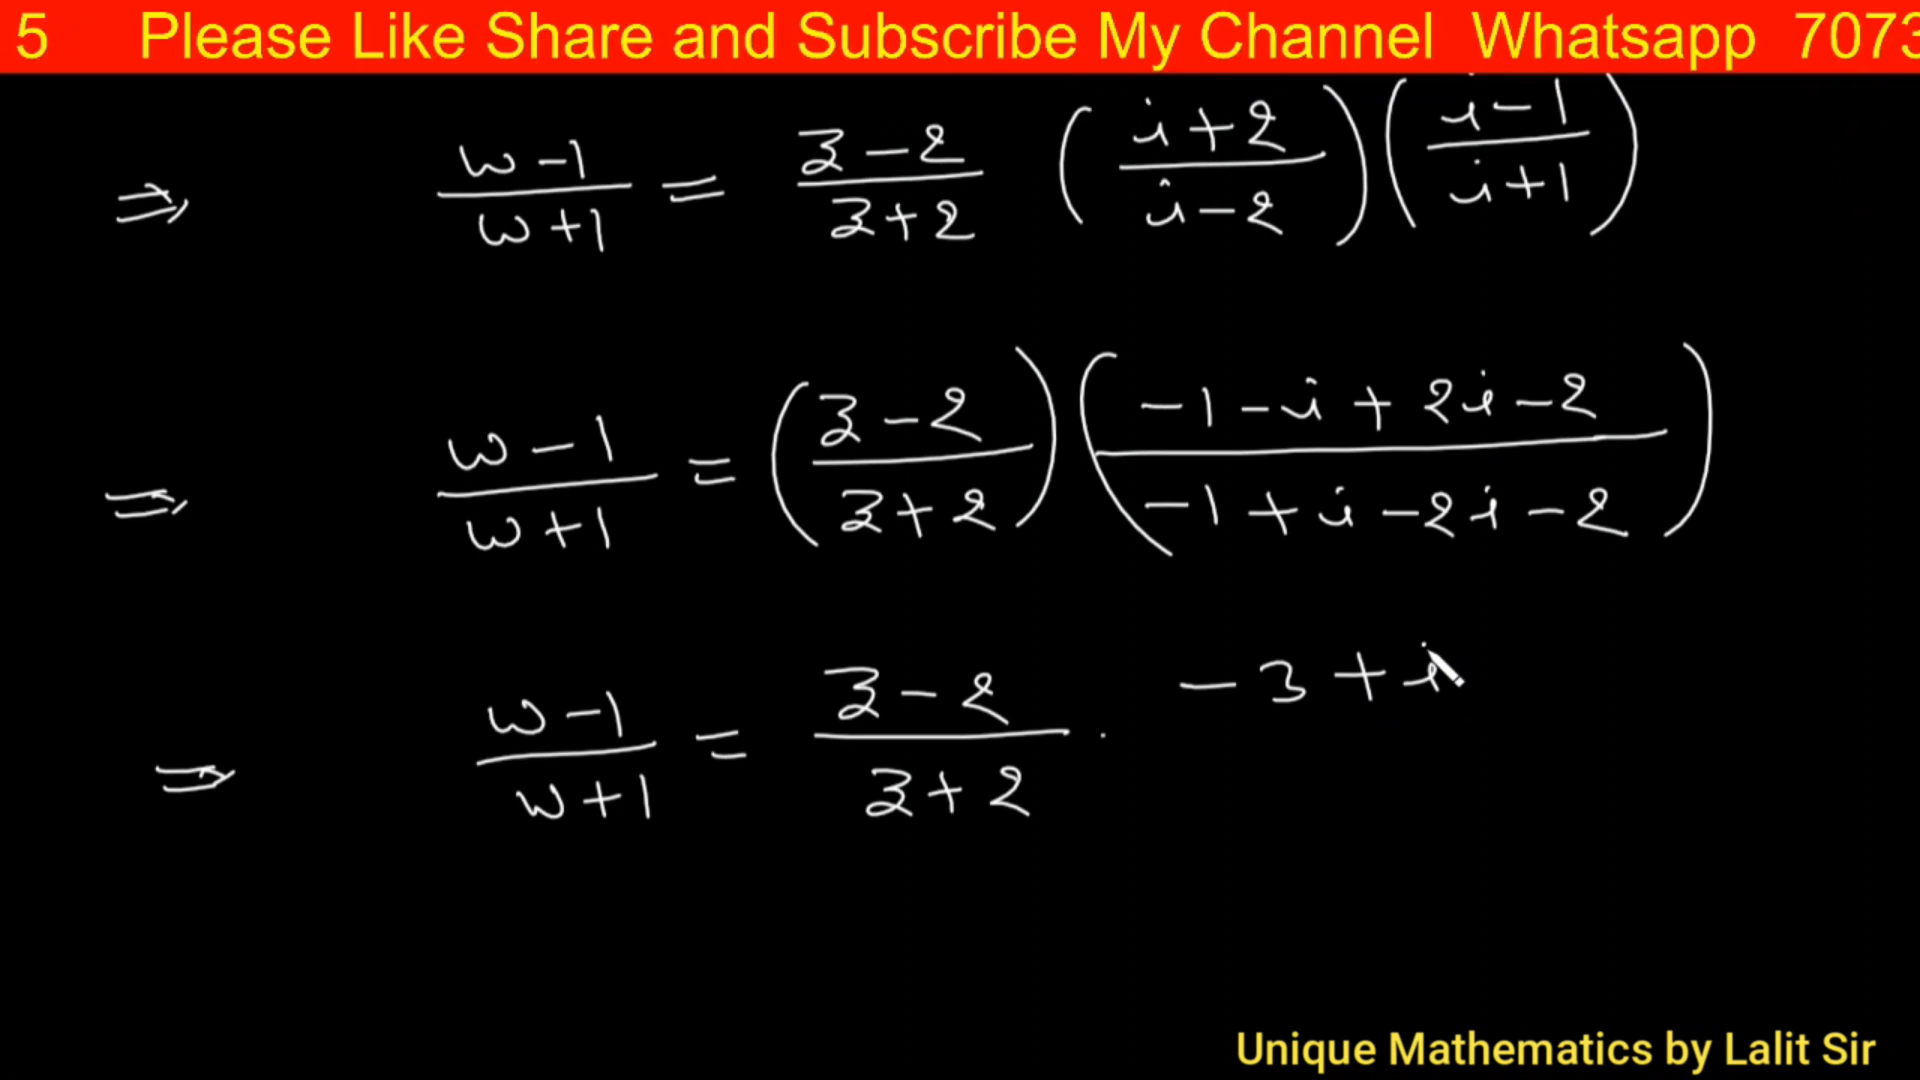 5 Please Like Share and Subscribe My Channel Whatsapp 7073
⇒ (w-1)/(w+1) = (z-2)/(z+2) ((i+2)/(i-2)) ((i-1)/(i+1))
⇒ (w-1)/(w+1) = ((z-2)/(z+2)) ((-1-i+2i-2)/(-1+i-2i-2))
⇒ (w-1)/(w+1) = (z-2)/(z+2) . -3+i
Unique Mathematics by Lalit Sir